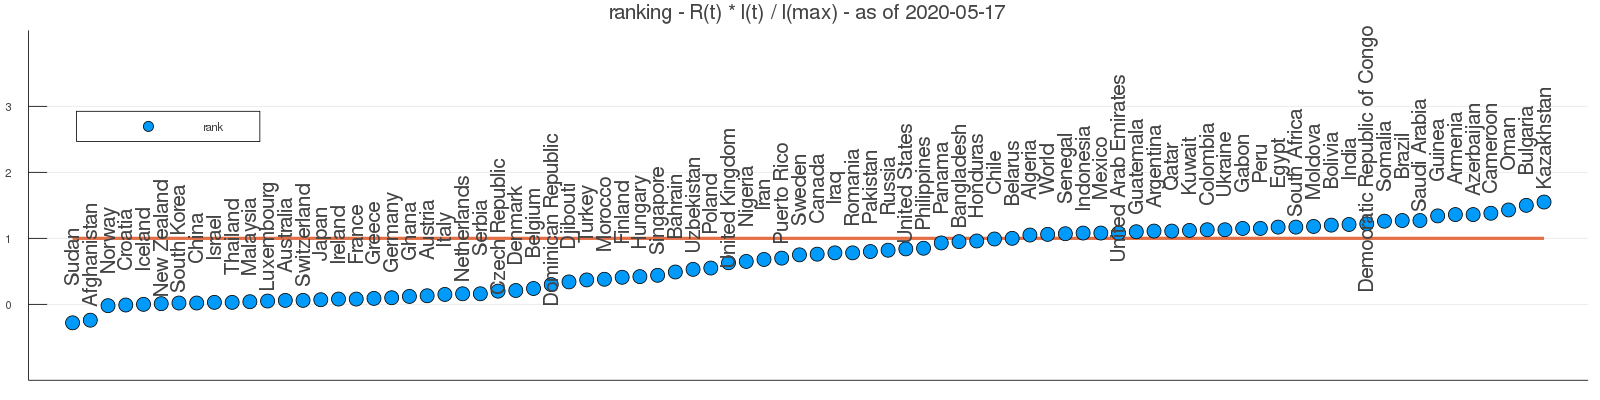 ranking - R(t) * I(t) / I(max) - as of 2020-05-17
3
2
1
0
rank
Sudan
Afghanistan
Norway
Croatia
Iceland
New Zealand
South Korea
China
Israel
Thailand
Malaysia
Luxembourg
Australia
Switzerland
Japan
Ireland
France
Greece
Germany
Ghana
Austria
Italy
Netherlands
Serbia
Czech Republic
Denmark
Belgium
Dominican Republic
Djibouti
Turkey
Morocco
Finland
Hungary
Singapore
Bahrain
Uzbekistan
Poland
United Kingdom
Nigeria
Iran
Puerto Rico
Sweden
Canada
Iraq
Romania
Pakistan
Russia
United States
Philippines
Panama
Bangladesh
Honduras
Chile
Belarus
Algeria
World
Senegal
Indonesia
Mexico
United Arab Emirates
Guatemala
Argentina
Qatar
Kuwait
Colombia
Ukraine
Gabon
Peru
Egypt
South Africa
Moldova
Bolivia
India
Democratic Republic of Congo
Somalia
Brazil
Saudi Arabia
Guinea
Armenia
Azerbaijan
Cameroon
Oman
Bulgaria
Kazakhstan